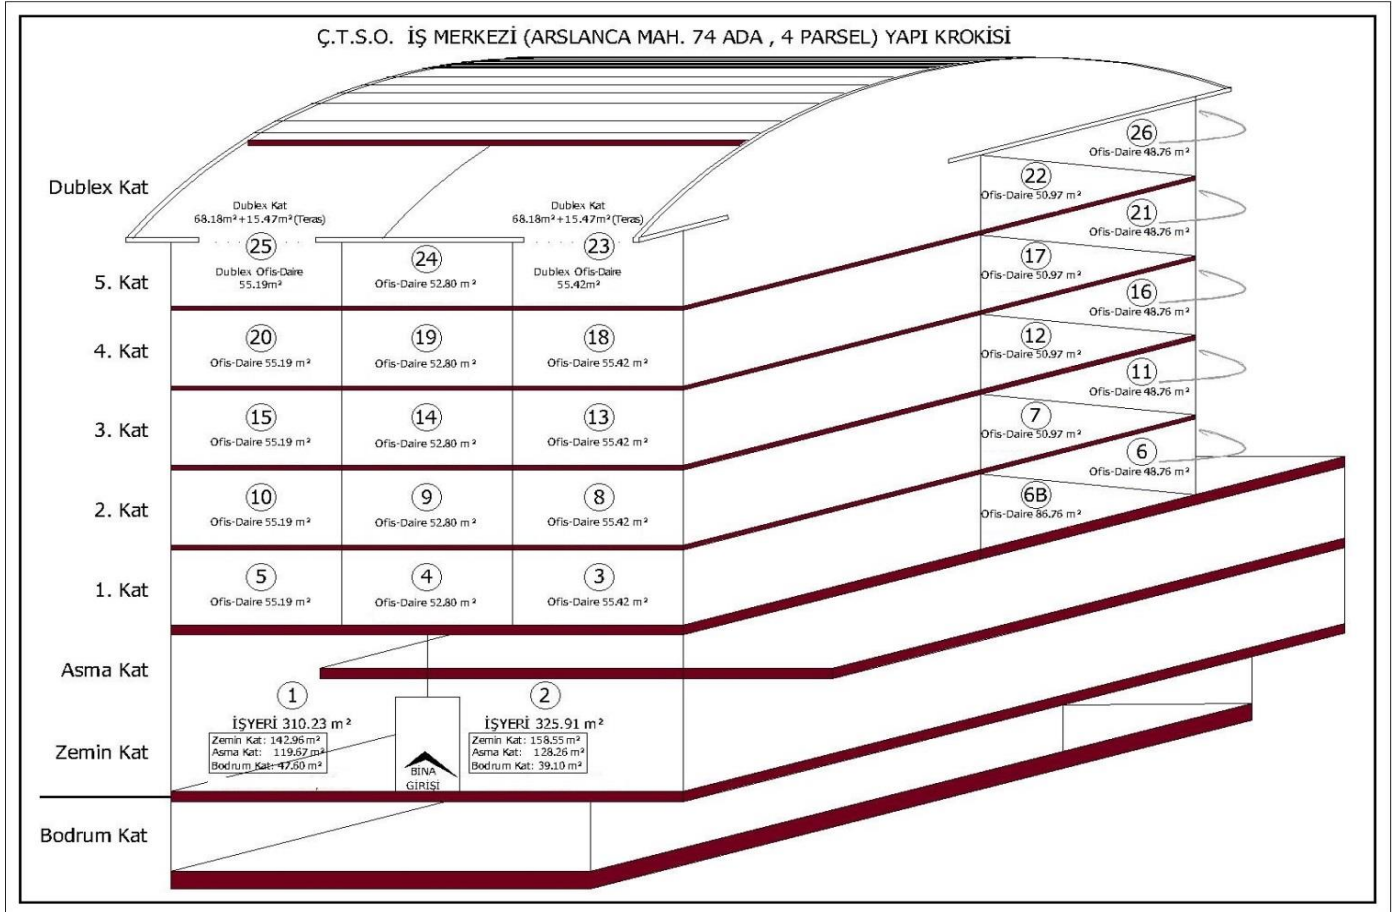 Ç.T.S.O. İŞ MERKEZİ (ARSLANCA MAH. 74 ADA , 4 PARSEL) YAPI KROKİSİ
26
Ofis-Daire 48.76 m²
22
Ofis-Daire 50.97 m²
Dublex Kat
Dublex Kat
68.18m²+15.47m²(Teras)
Dublex Kat
68.18m²+15.47m²(Teras)
21
Ofis-Daire 48.76 m²
5. Kat
25
Dublex Ofis-Daire
55.19m²
24
Ofis-Daire 52.80 m²
23
Dublex Ofis-Daire
55.42m²
17
Ofis-Daire 50.97 m²
16
Ofis-Daire 48.76 m²
4. Kat
20
Ofis-Daire 55.19 m²
19
Ofis-Daire 52.80 m²
18
Ofis-Daire 55.42 m²
12
Ofis-Daire 50.97 m²
11
Ofis-Daire 48.76 m²
3. Kat
15
Ofis-Daire 55.19 m²
14
Ofis-Daire 52.80 m²
13
Ofis-Daire 55.42 m²
7
Ofis-Daire 50.97 m²
6
Ofis-Daire 48.76 m²
2. Kat
10
Ofis-Daire 55.19 m²
9
Ofis-Daire 52.80 m²
8
Ofis-Daire 55.42 m²
6B
Ofis-Daire 86.76 m²
1. Kat
5
Ofis-Daire 55.19 m²
4
Ofis-Daire 52.80 m²
3
Ofis-Daire 55.42 m²
Asma Kat
Zemin Kat
1
İŞYERİ 310.23 m²
Zemin Kat: 142.96m²
Asma Kat: 119.67m²
Bodrum Kat: 47.60 m²
BINA
GİRİŞİ
2
İŞYERİ 325.91 m²
Zemin Kat: 158.55m²
Asma Kat: 128.26m²
Bodrum Kat: 39.10 m²
Bodrum Kat